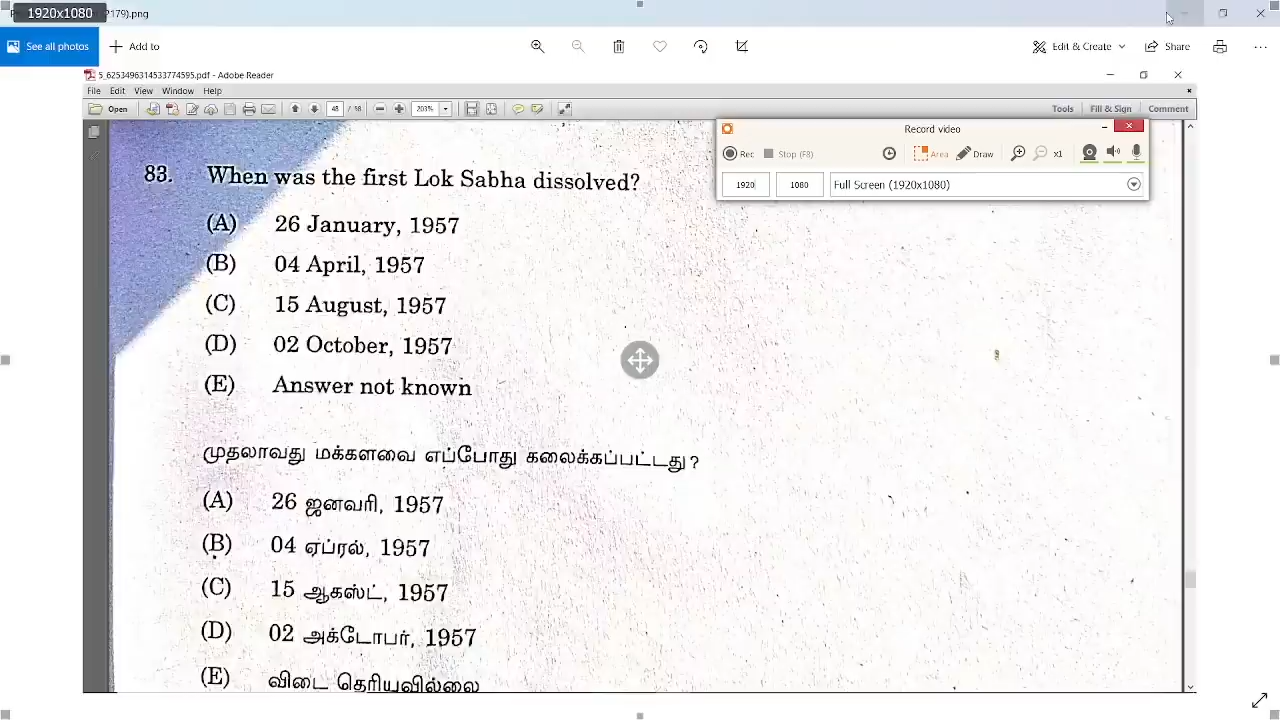 1920x1080
P179).png
See all photos
Add to
Edit & Create
Share
5_6253496314533774595.pdf - Adobe Reader
File Edit View Window Help
Open 48 / 58 203% Tools Fill & Sign Comment
Record video
Rec Stop (F8) x1 Area Draw
1920 1080 Full Screen (1920x1080)
83. When was the first Lok Sabha dissolved?
(A) 26 January, 1957
(B) 04 April, 1957
(C) 15 August, 1957
(D) 02 October, 1957
(E) Answer not known
முதலாவது மக்களவை எப்போது கலைக்கப்பட்டது?
(A) 26 ஜனவரி, 1957
(B) 04 ஏப்ரல், 1957
(C) 15 ஆகஸ்ட், 1957
(D) 02 அக்டோபர், 1957
(E) விடை தெரியவில்லை